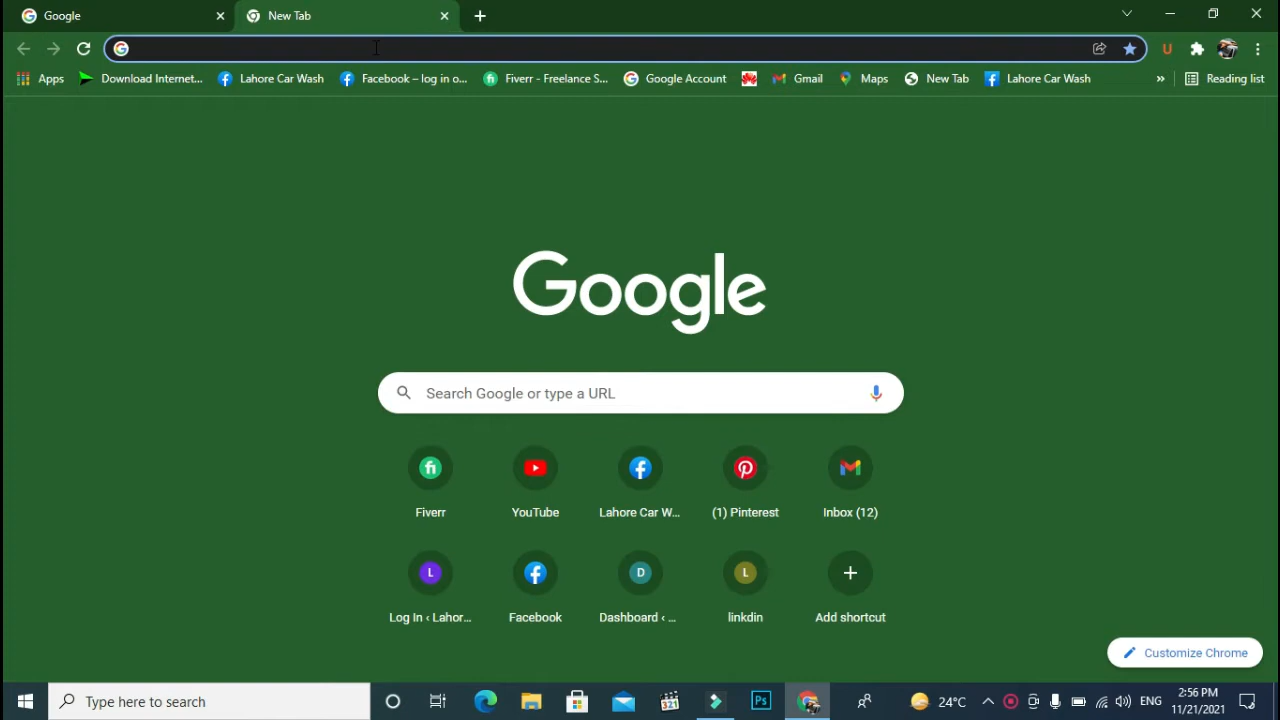 Google
New Tab
Apps
Download Internet...
Lahore Car Wash
Facebook – log in o...
Fiverr - Freelance S...
Google Account
Gmail
Maps
New Tab
Lahore Car Wash
»
Reading list
Google
Search Google or type a URL
Fiverr
YouTube
Lahore Car W...
(1) Pinterest
Inbox (12)
L
D
L
Log In ‹ Lahor...
Facebook
Dashboard ‹ ...
linkdin
Add shortcut
Customize Chrome
Type here to search
321
Ps
24°C
ENG
2:56 PM
11/21/2021